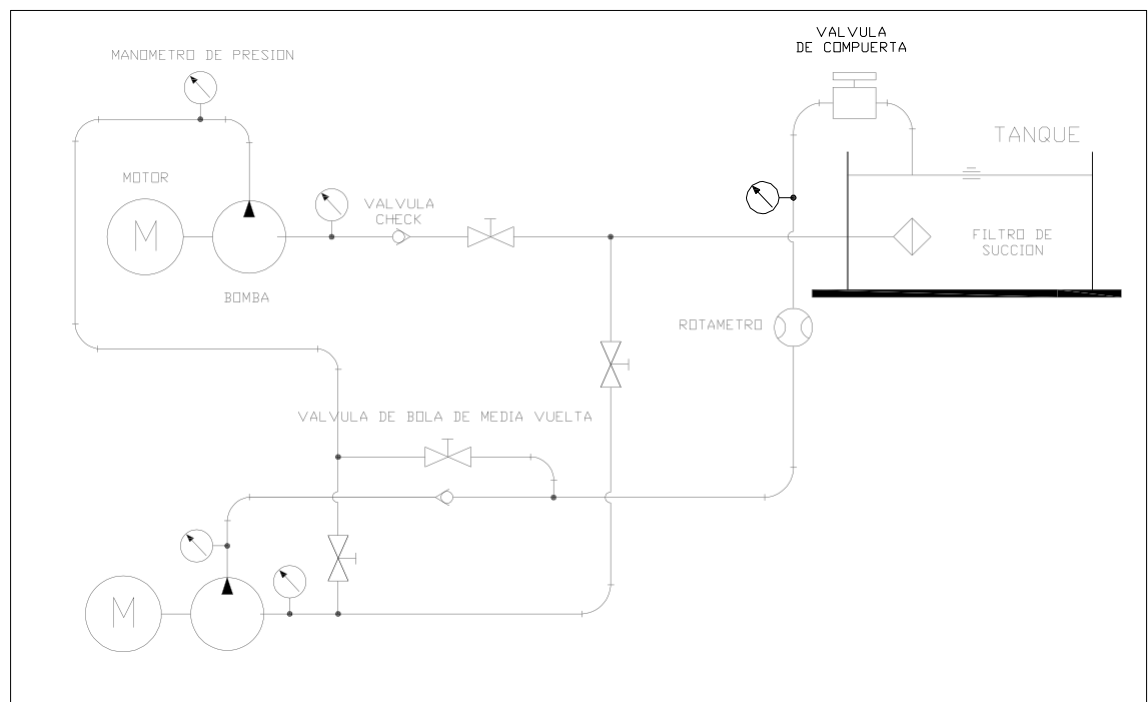 VALVULA
DE COMPUERTA
MANOMETRO DE PRESION
TANQUE
MOTOR
VALVULA
CHECK
M
FILTRO DE
SUCCION
BOMBA
ROTAMETRO
VALVULA DE BOLA DE MEDIA VUELTA
M